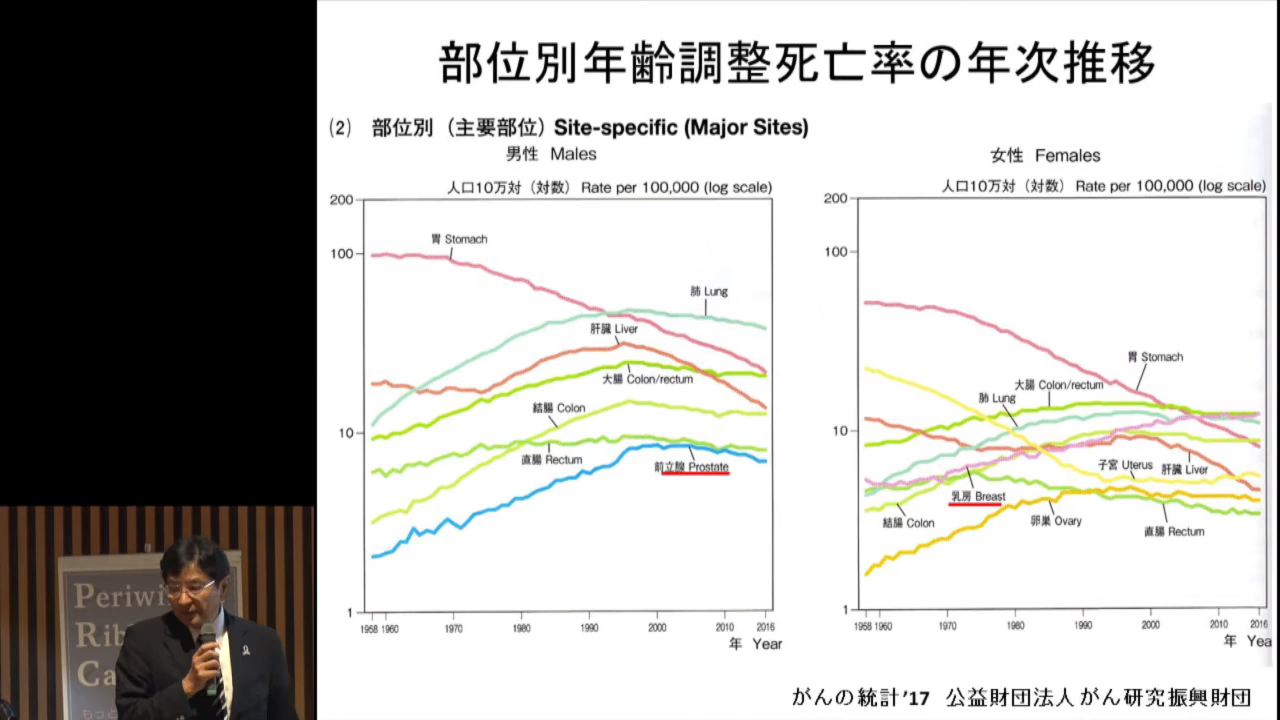 部位別年齢調整死亡率の年次推移
(2) 部位別（主要部位）Site-specific (Major Sites)
男性 Males
人口10万対（対数）Rate per 100,000 (log scale)
200
100
10
1
胃 Stomach
肺 Lung
肝臓 Liver
大腸 Colon/rectum
結腸 Colon
直腸 Rectum
前立腺 Prostate
1958 1960 1970 1980 1990 2000 2010 2016
年 Year
女性 Females
人口10万対（対数）Rate per 100,000 (log scale)
200
100
10
1
胃 Stomach
大腸 Colon/rectum
肺 Lung
子宮 Uterus
肝臓 Liver
乳房 Breast
結腸 Colon
卵巣 Ovary
直腸 Rectum
1958 1960 1970 1980 1990 2000 2010 2016
年 Yea
がんの統計'17 公益財団法人 がん研究振興財団
Periwi
Rib
Ca
もっと